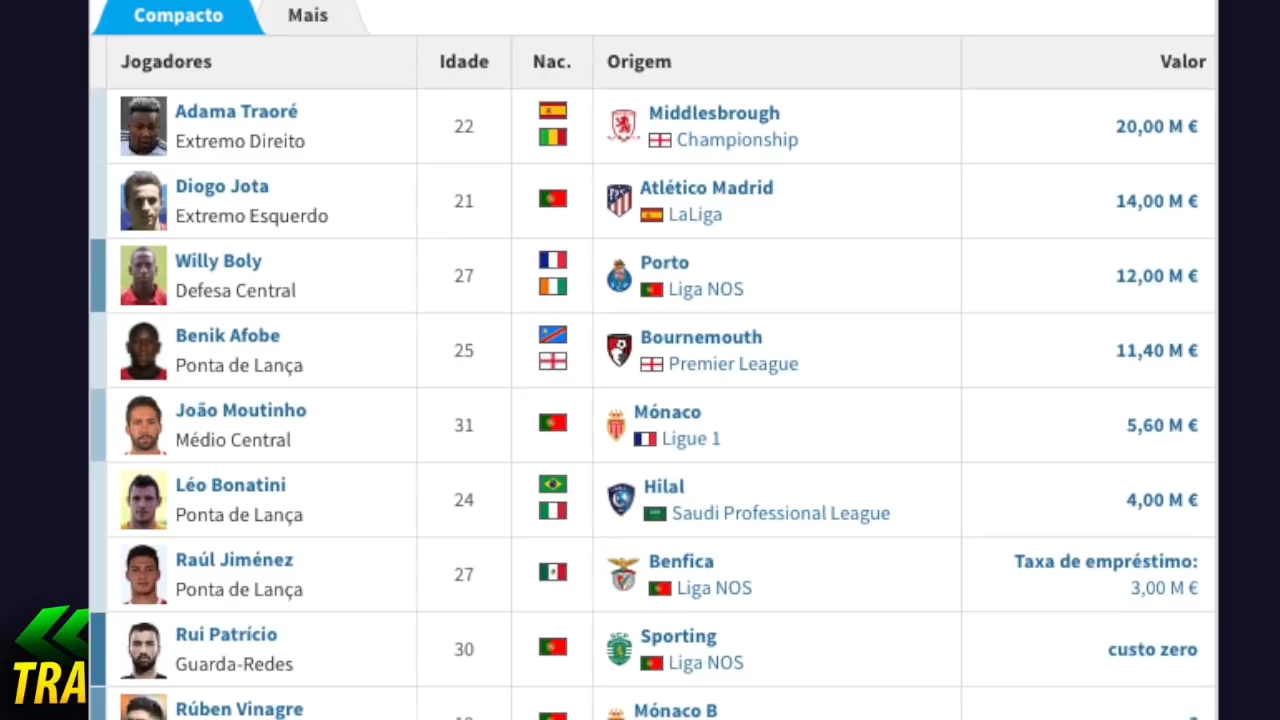 Compacto Mais
Jogadores Idade Nac. Origem Valor
Adama Traoré
Extremo Direito
22
Middlesbrough
Championship
20,00 M €
Diogo Jota
Extremo Esquerdo
21
Atlético Madrid
LaLiga
14,00 M €
Willy Boly
Defesa Central
27
Porto
Liga NOS
12,00 M €
Benik Afobe
Ponta de Lança
25
Bournemouth
Premier League
11,40 M €
João Moutinho
Médio Central
31
Mónaco
Ligue 1
5,60 M €
Léo Bonatini
Ponta de Lança
24
Hilal
Saudi Professional League
4,00 M €
Raúl Jiménez
Ponta de Lança
27
Benfica
Liga NOS
Taxa de empréstimo:
3,00 M €
Rui Patrício
Guarda-Redes
30
Sporting
Liga NOS
custo zero
Rúben Vinagre
Mónaco B
TRA